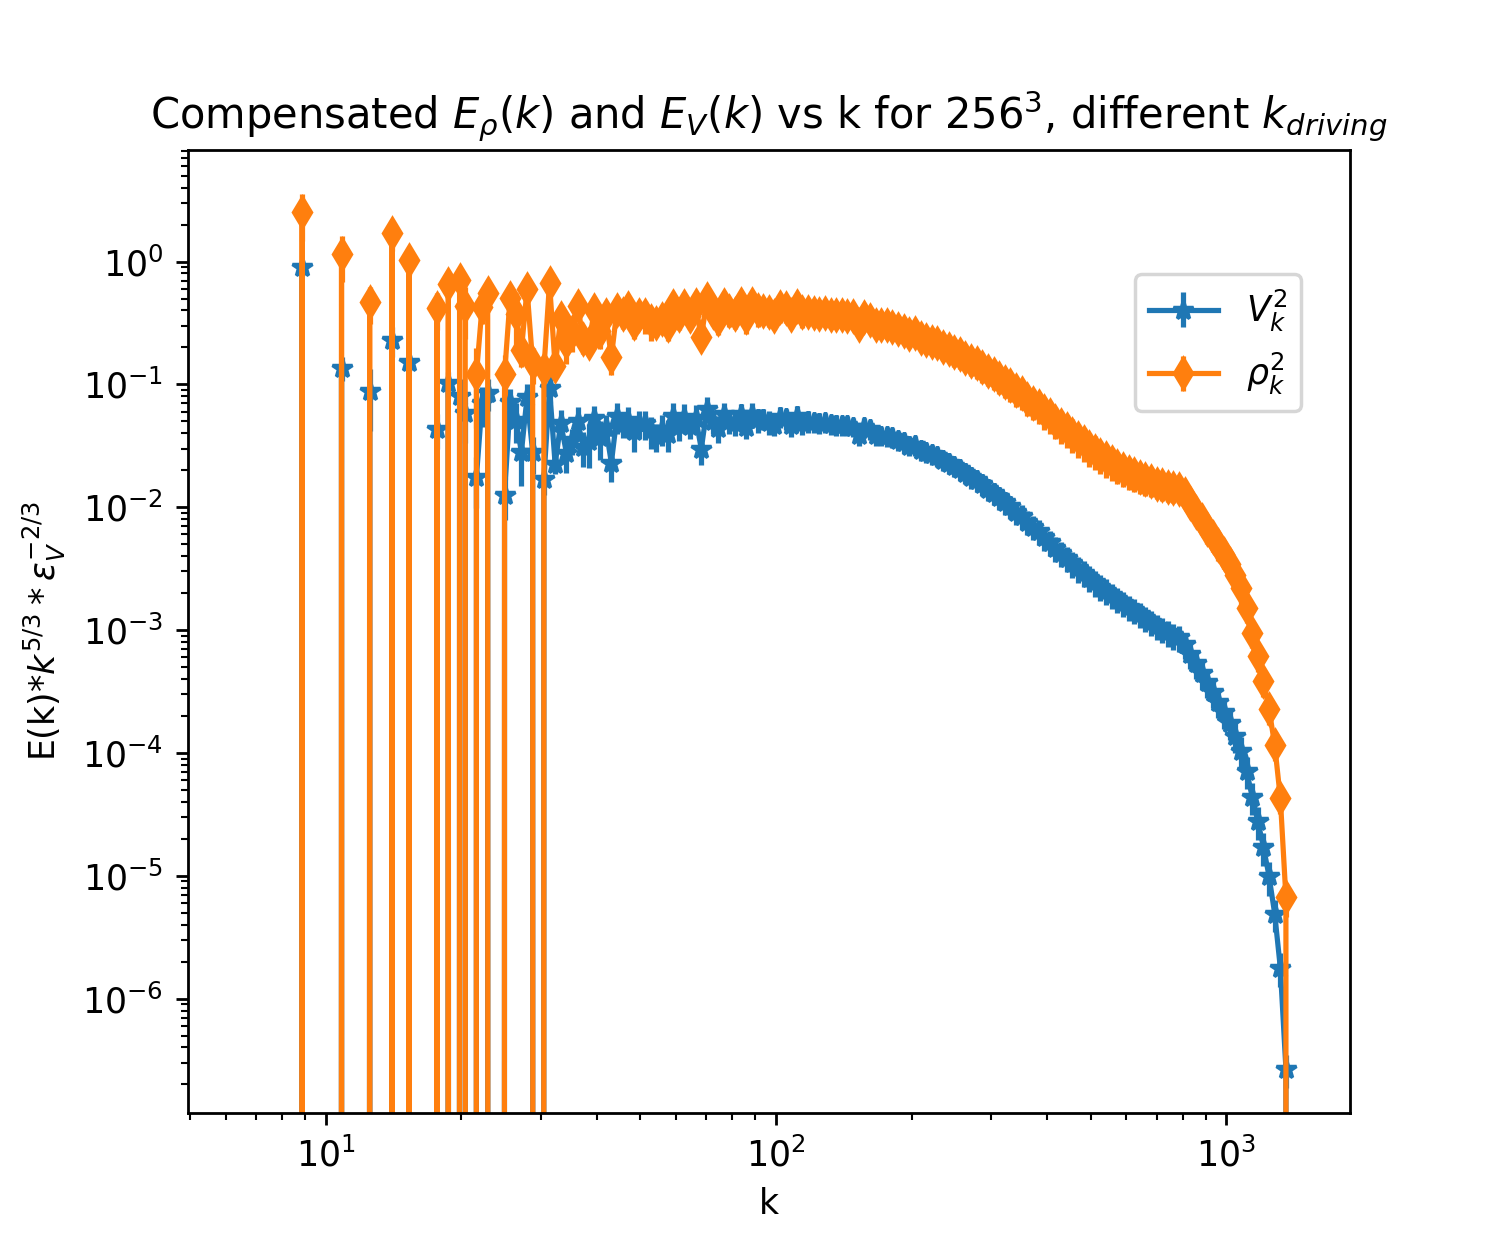 Compensated $E_\rho(k)$ and $E_V(k)$ vs k for $256^3$, different $k_{driving}$
$V_k^2$
$\rho_k^2$
E(k)*$k^{5/3} * \epsilon_V^{-2/3}$
$10^0$
$10^{-1}$
$10^{-2}$
$10^{-3}$
$10^{-4}$
$10^{-5}$
$10^{-6}$
$10^1$ $10^2$ $10^3$
k